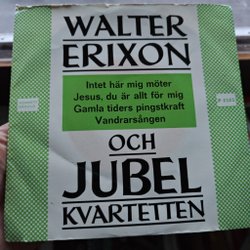 WALTER
ERIXON
Intet här mig möter
Jesus, du är allt för mig
Gamla tiders pingstkraft
Vandrarsången
OCH
JUBEL
KVARTETTEN